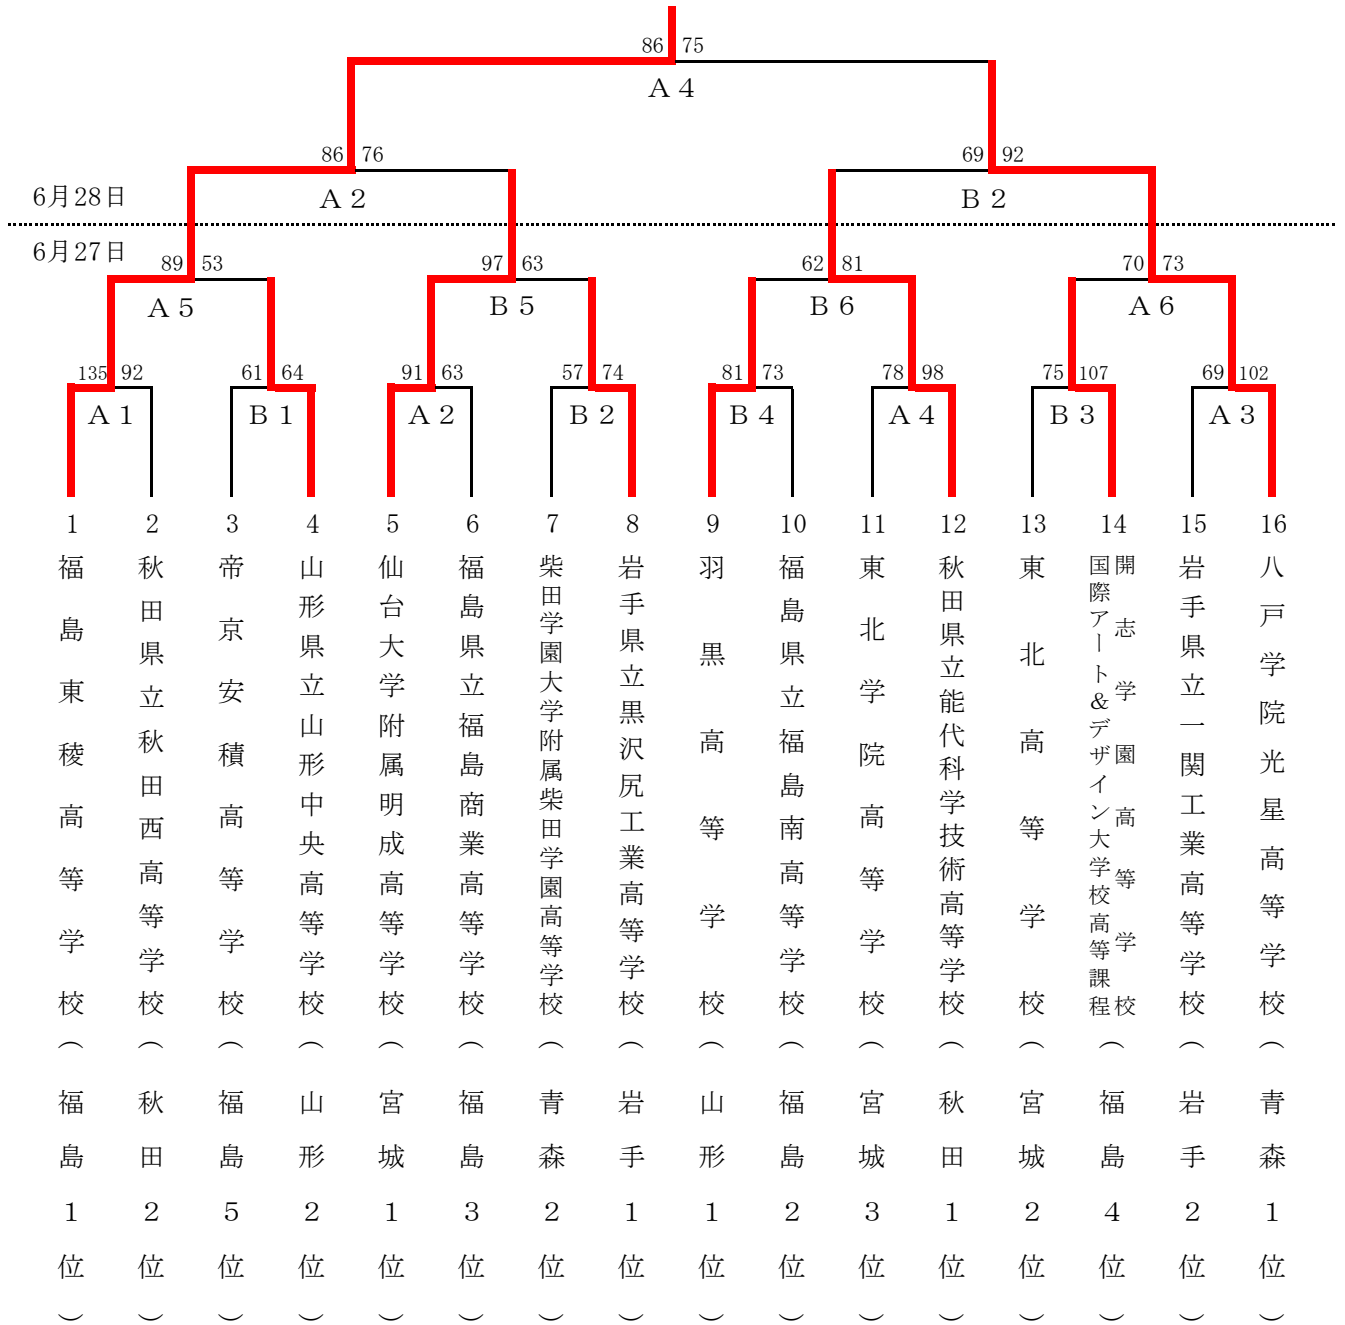 86 75
A 4
86 76
69 92
6月28日
A 2
B 2
6月27日
89 53
97 63
62 81
70 73
A 5
B 5
B 6
A 6
135 92
61 64
91 63
57 74
81 73
78 98
75 107
69 102
A 1
B 1
A 2
B 2
B 4
A 4
B 3
A 3
1
福島東稜高等学校（福島1位）
2
秋田県立秋田西高等学校（秋田2位）
3
帝京安積高等学校（福島5位）
4
山形県立山形中央高等学校（山形2位）
5
仙台大学附属明成高等学校（宮城1位）
6
福島県立福島商業高等学校（福島3位）
7
柴田学園大学附属柴田学園高等学校（青森2位）
8
岩手県立黒沢尻工業高等学校（岩手1位）
9
羽黒高等学校（山形1位）
10
福島県立福島南高等学校（福島2位）
11
東北学院高等学校（宮城3位）
12
秋田県立能代科学技術高等学校（秋田1位）
13
東北高等学校（宮城2位）
14
開志学園高等学校
国際アート&デザイン大学校高等課程
（福島4位）
15
岩手県立一関工業高等学校（岩手2位）
16
八戸学院光星高等学校（青森1位）